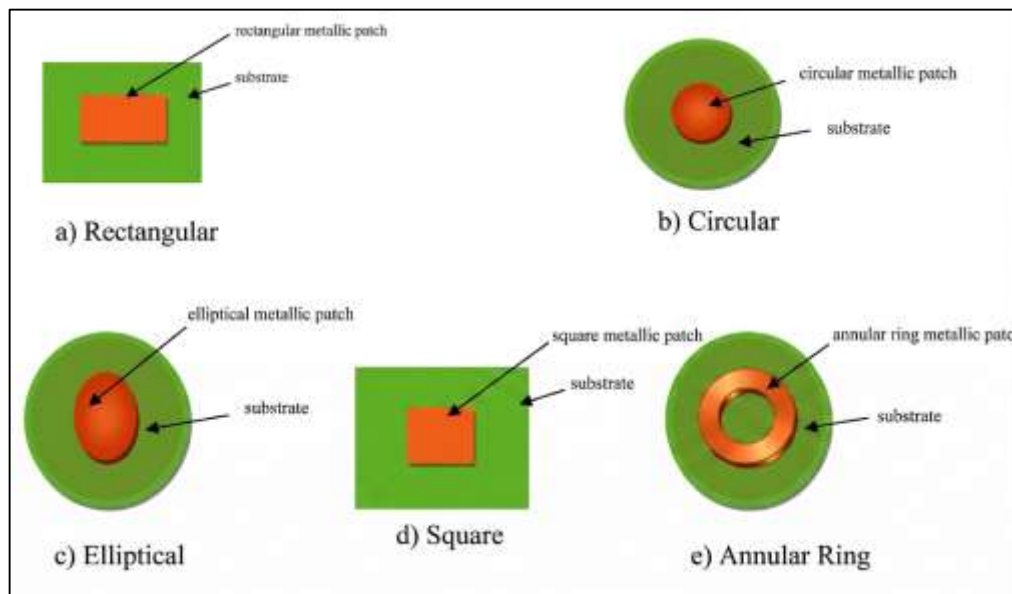 rectangular metallic patch
substrate
a) Rectangular
circular metallic patch
substrate
b) Circular
elliptical metallic patch
substrate
c) Elliptical
square metallic patch
substrate
d) Square
annular ring metallic patc
substrate
e) Annular Ring